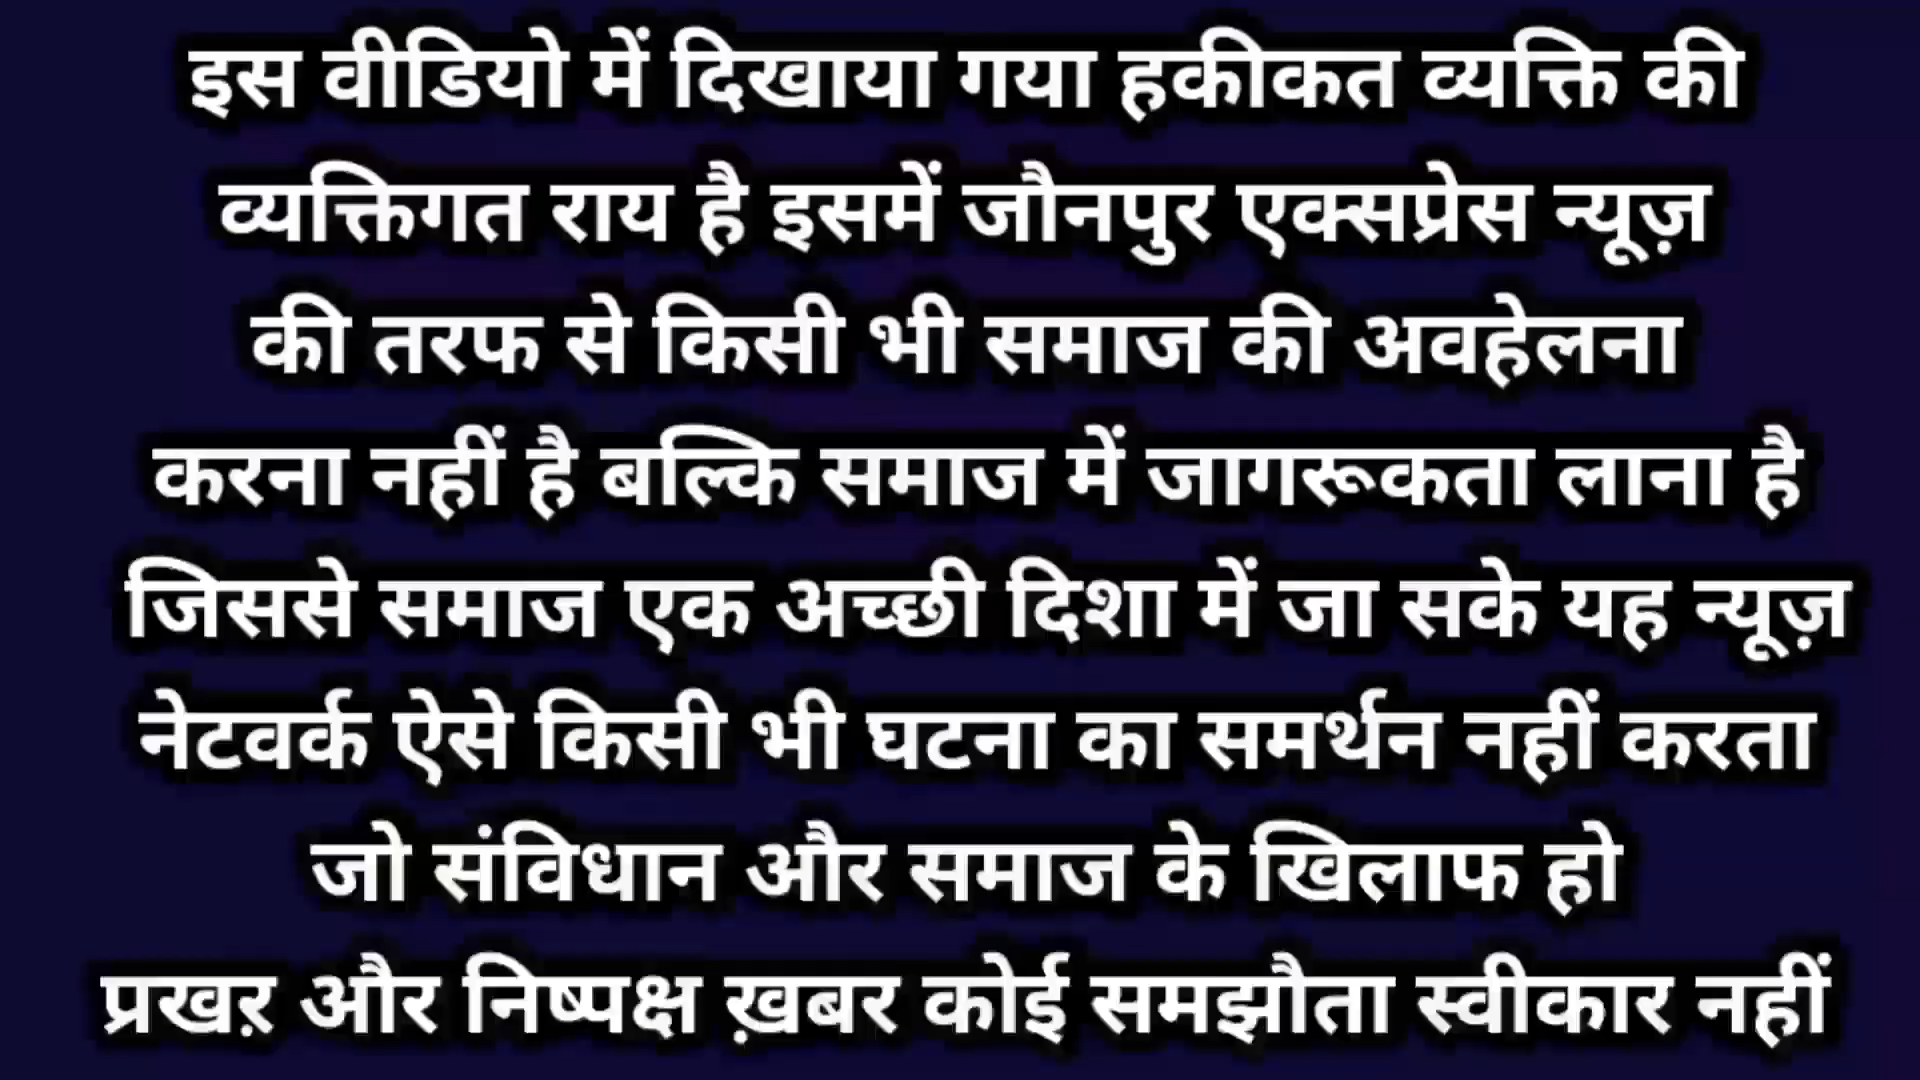 इस वीडियो में दिखाया गया हकीकत व्यक्ति की
व्यक्तिगत राय है इसमें जौनपुर एक्सप्रेस न्यूज़
की तरफ से किसी भी समाज की अवहेलना
करना नहीं है बल्कि समाज में जागरूकता लाना है
जिससे समाज एक अच्छी दिशा में जा सके यह न्यूज़
नेटवर्क ऐसे किसी भी घटना का समर्थन नहीं करता
जो संविधान और समाज के खिलाफ हो
प्रखऱ और निष्पक्ष ख़बर कोई समझौता स्वीकार नहीं